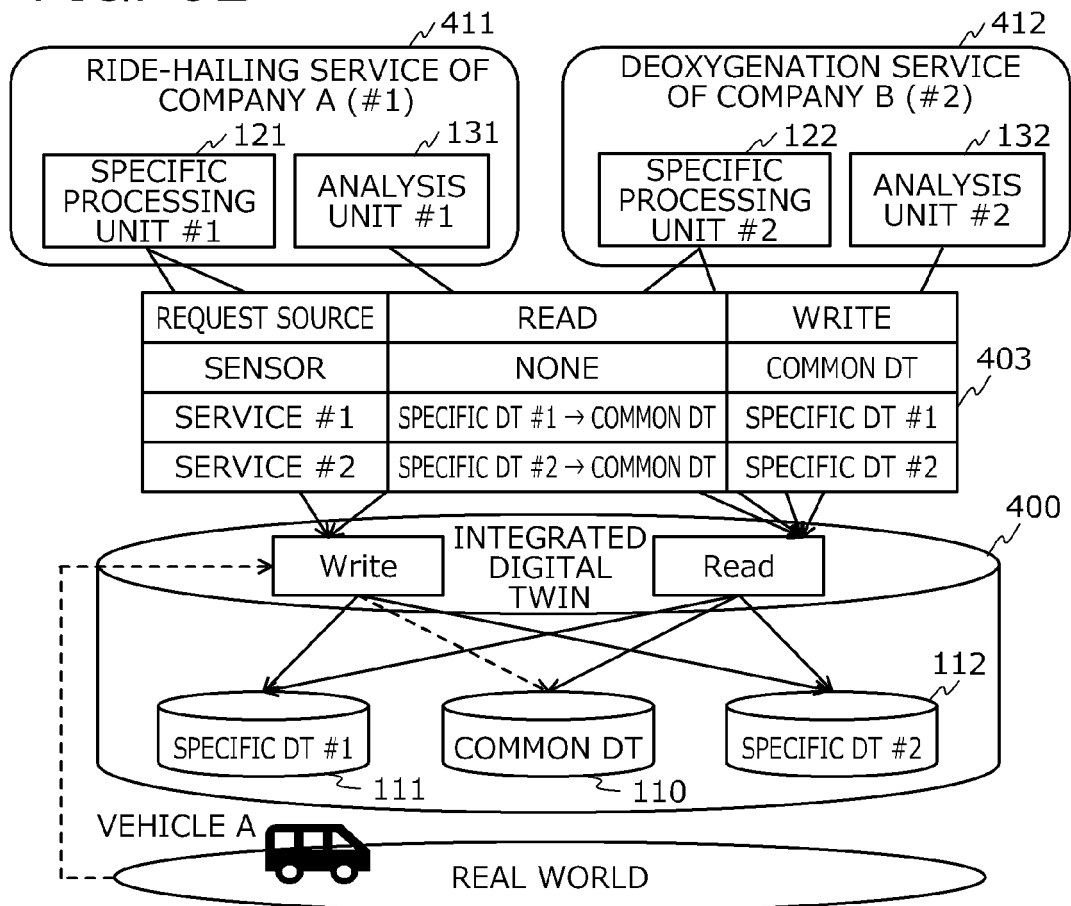 411
412
RIDE-HAILING SERVICE OF
COMPANY A (#1)
DEOXYGENATION SERVICE
OF COMPANY B (#2)
121
131
122
132
SPECIFIC
PROCESSING
UNIT #1
ANALYSIS
UNIT #1
SPECIFIC
PROCESSING
UNIT #2
ANALYSIS
UNIT #2
REQUEST SOURCE READ WRITE
SENSOR NONE COMMON DT
403
SERVICE #1 SPECIFIC DT #1 → COMMON DT SPECIFIC DT #1
SERVICE #2 SPECIFIC DT #2 → COMMON DT SPECIFIC DT #2
400
Write
INTEGRATED
DIGITAL
TWIN
Read
112
SPECIFIC DT #1
COMMON DT
SPECIFIC DT #2
111
110
VEHICLE A
REAL WORLD